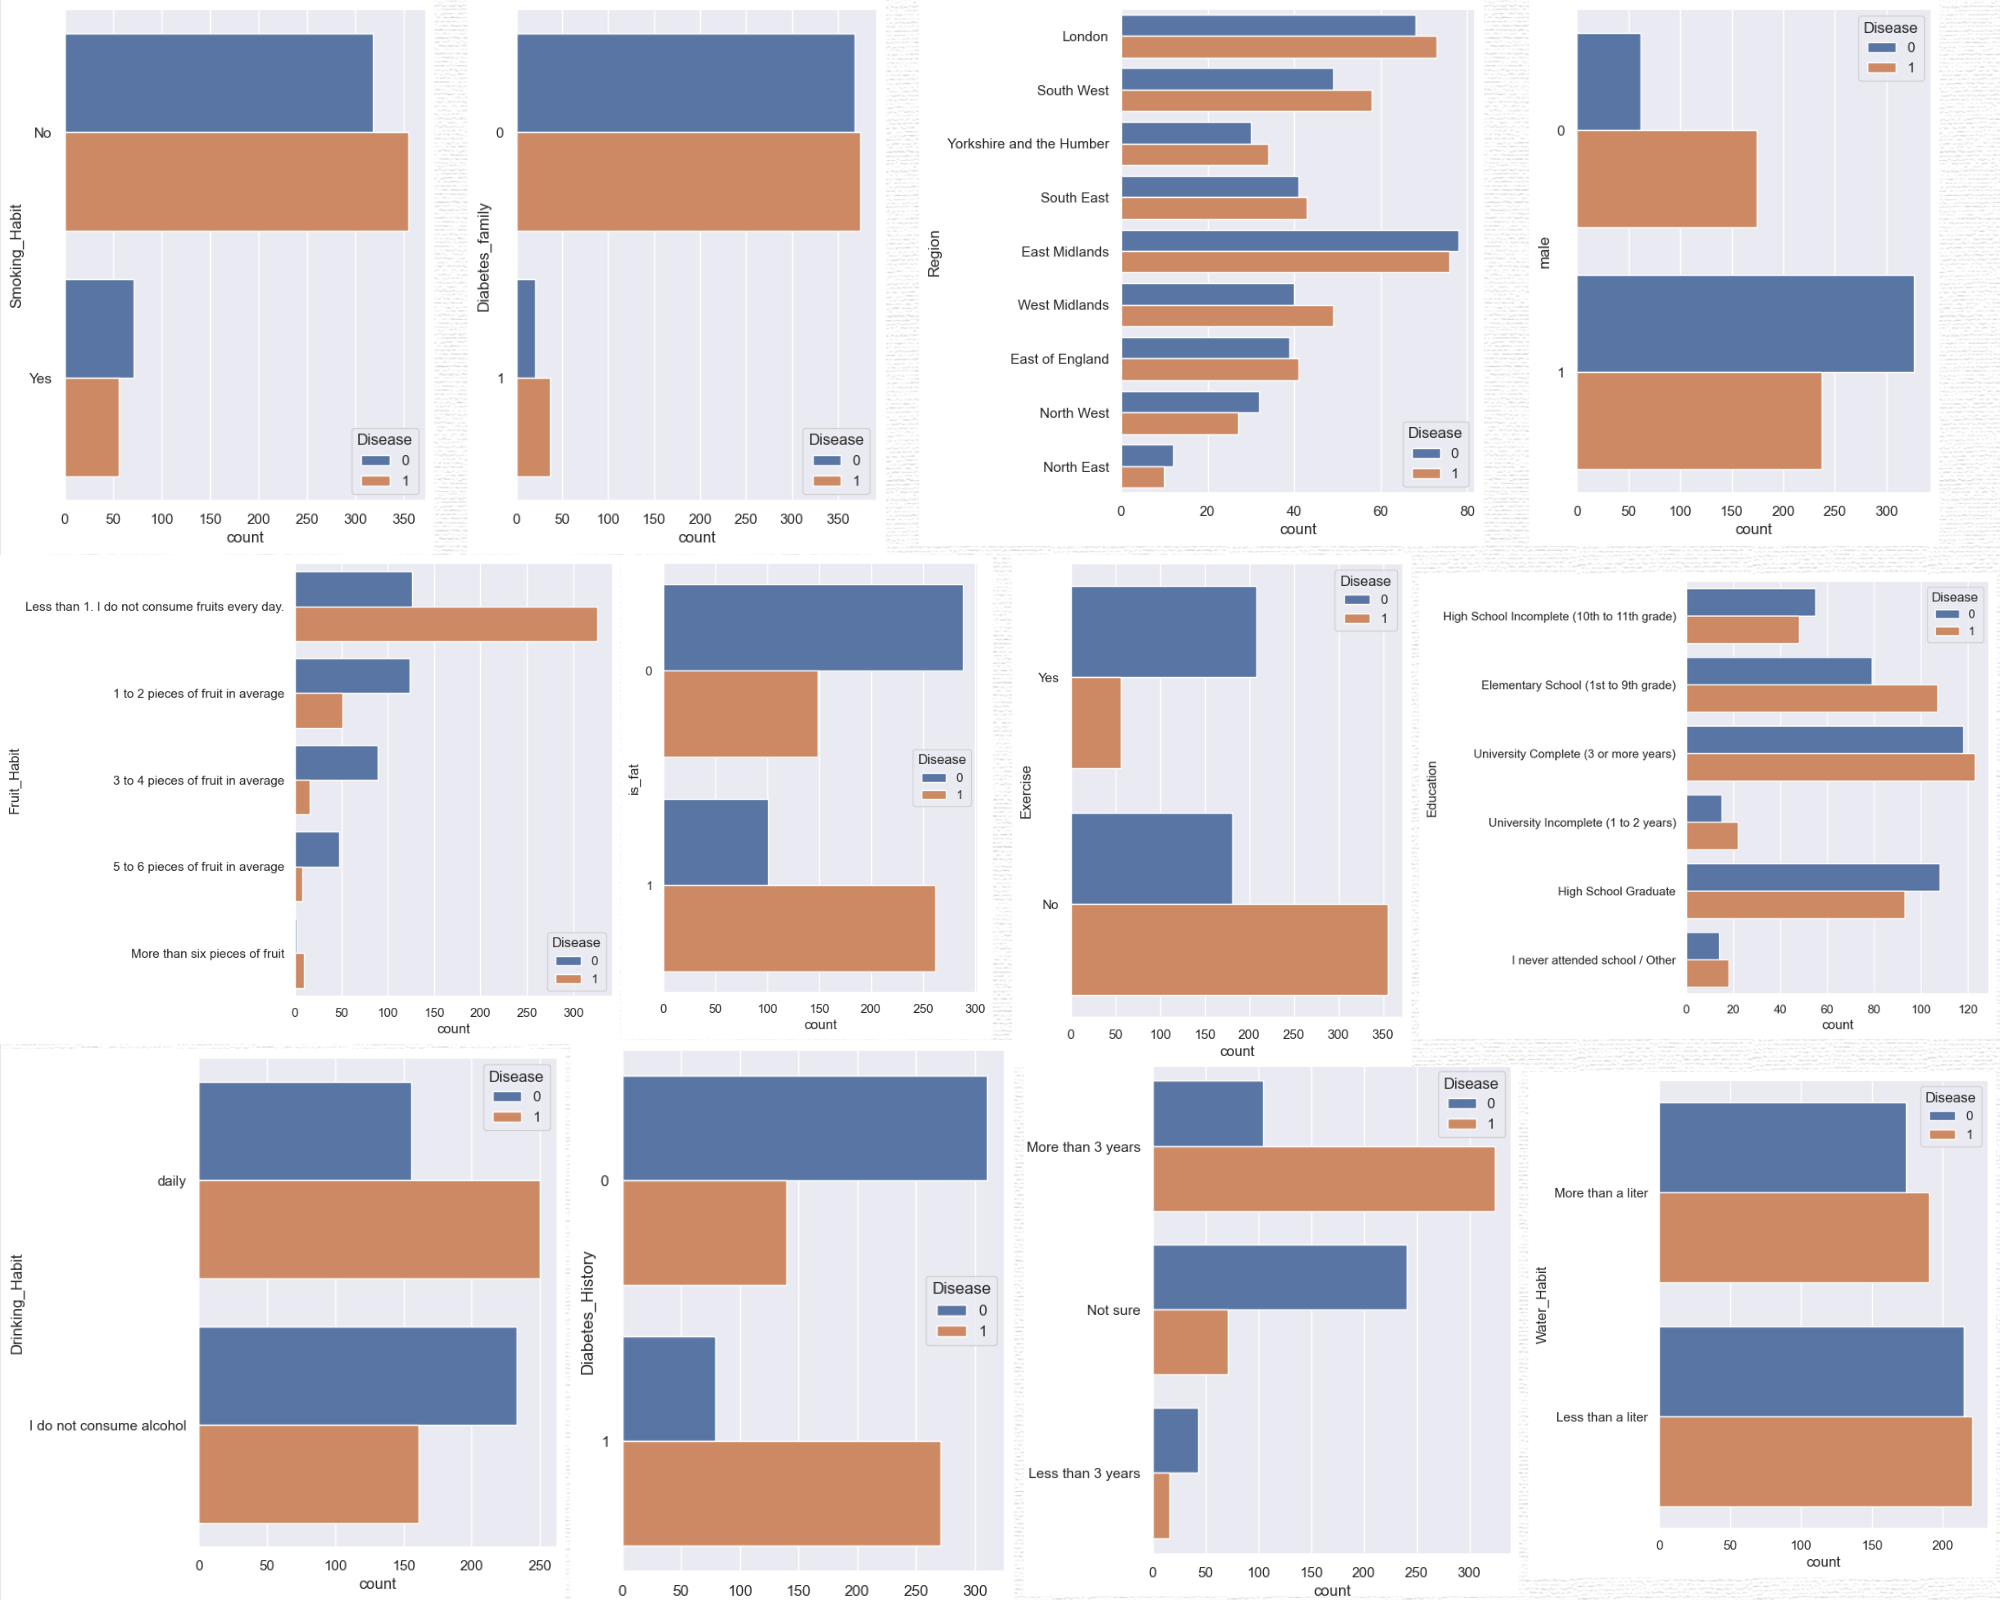 Smoking_Habit
No
Yes
Disease
0
1
0 50 100 150 200 250 300 350
count
Diabetes_family
0
1
Disease
0
1
0 50 100 150 200 250 300 350
count
Region
London
South West
Yorkshire and the Humber
South East
East Midlands
West Midlands
East of England
North West
North East
Disease
0
1
0 20 40 60 80
count
male
0
1
Disease
0
1
0 50 100 150 200 250 300
count
Fruit_Habit
Less than 1. I do not consume fruits every day.
1 to 2 pieces of fruit in average
3 to 4 pieces of fruit in average
5 to 6 pieces of fruit in average
More than six pieces of fruit
Disease
0
1
0 50 100 150 200 250 300
count
is_fat
0
1
Disease
0
1
0 50 100 150 200 250 300
count
Exercise
Yes
No
Disease
0
1
0 50 100 150 200 250 300 350
count
Education
High School Incomplete (10th to 11th grade)
Elementary School (1st to 9th grade)
University Complete (3 or more years)
University Incomplete (1 to 2 years)
High School Graduate
I never attended school / Other
Disease
0
1
0 20 40 60 80 100 120
count
Drinking_Habit
daily
I do not consume alcohol
Disease
0
1
0 50 100 150 200 250
count
Diabetes_History
0
1
Disease
0
1
0 50 100 150 200 250 300
More than 3 years
Not sure
Less than 3 years
Disease
0
1
0 50 100 150 200 250 300
count
Water_Habit
More than a liter
Less than a liter
Disease
0
1
0 50 100 150 200
count